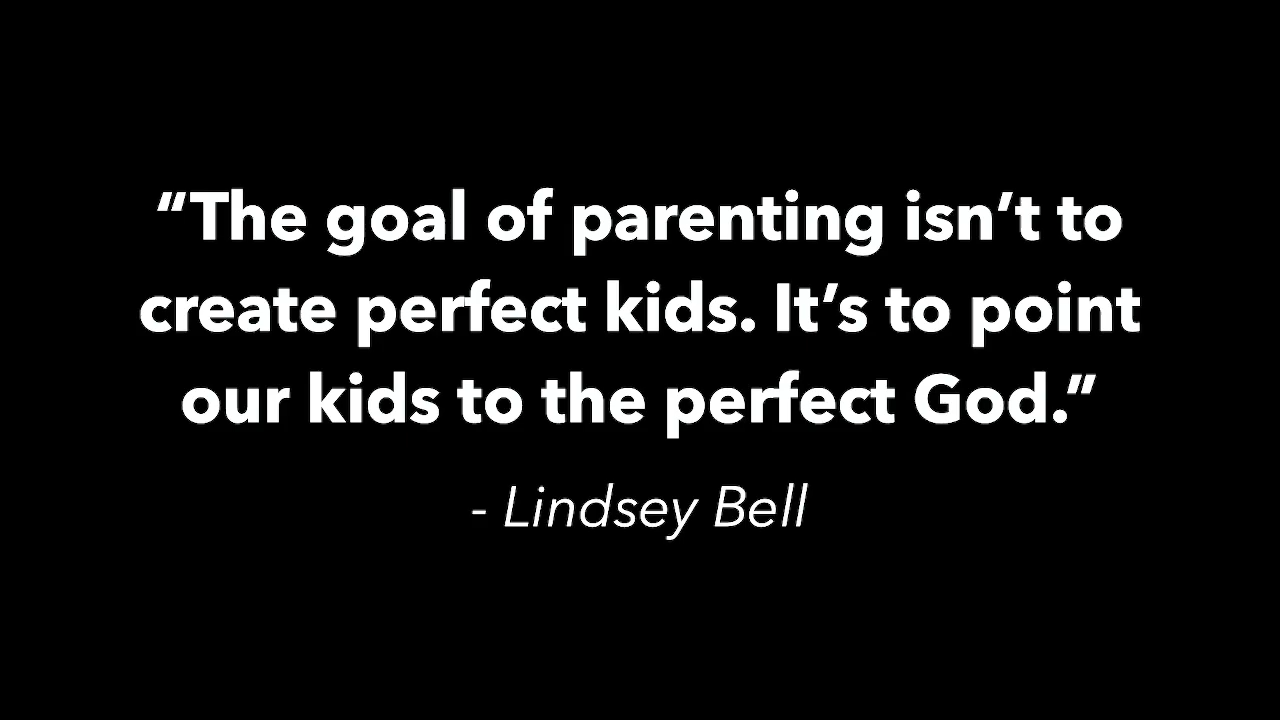 “The goal of parenting isn’t to
create perfect kids. It’s to point
our kids to the perfect God.”
- Lindsey Bell